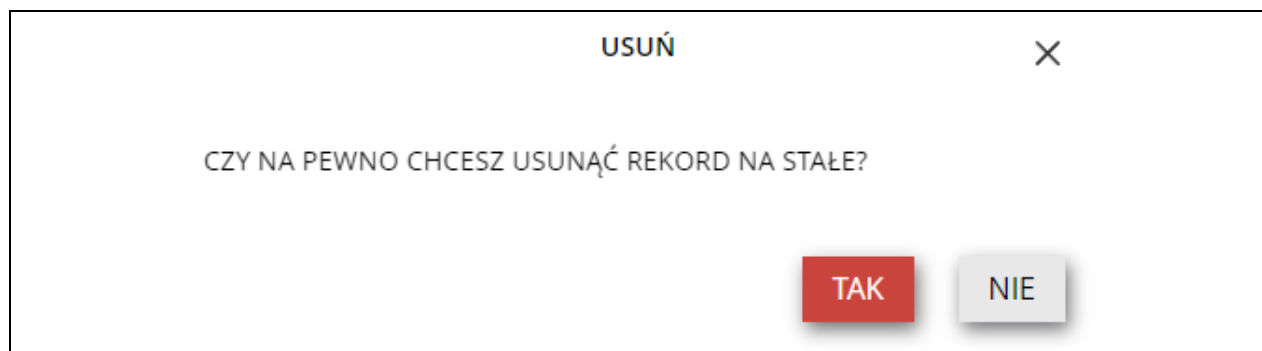 USUŃ
CZY NA PEWNO CHCESZ USUNĄĆ REKORD NA STAŁE?
TAK NIE